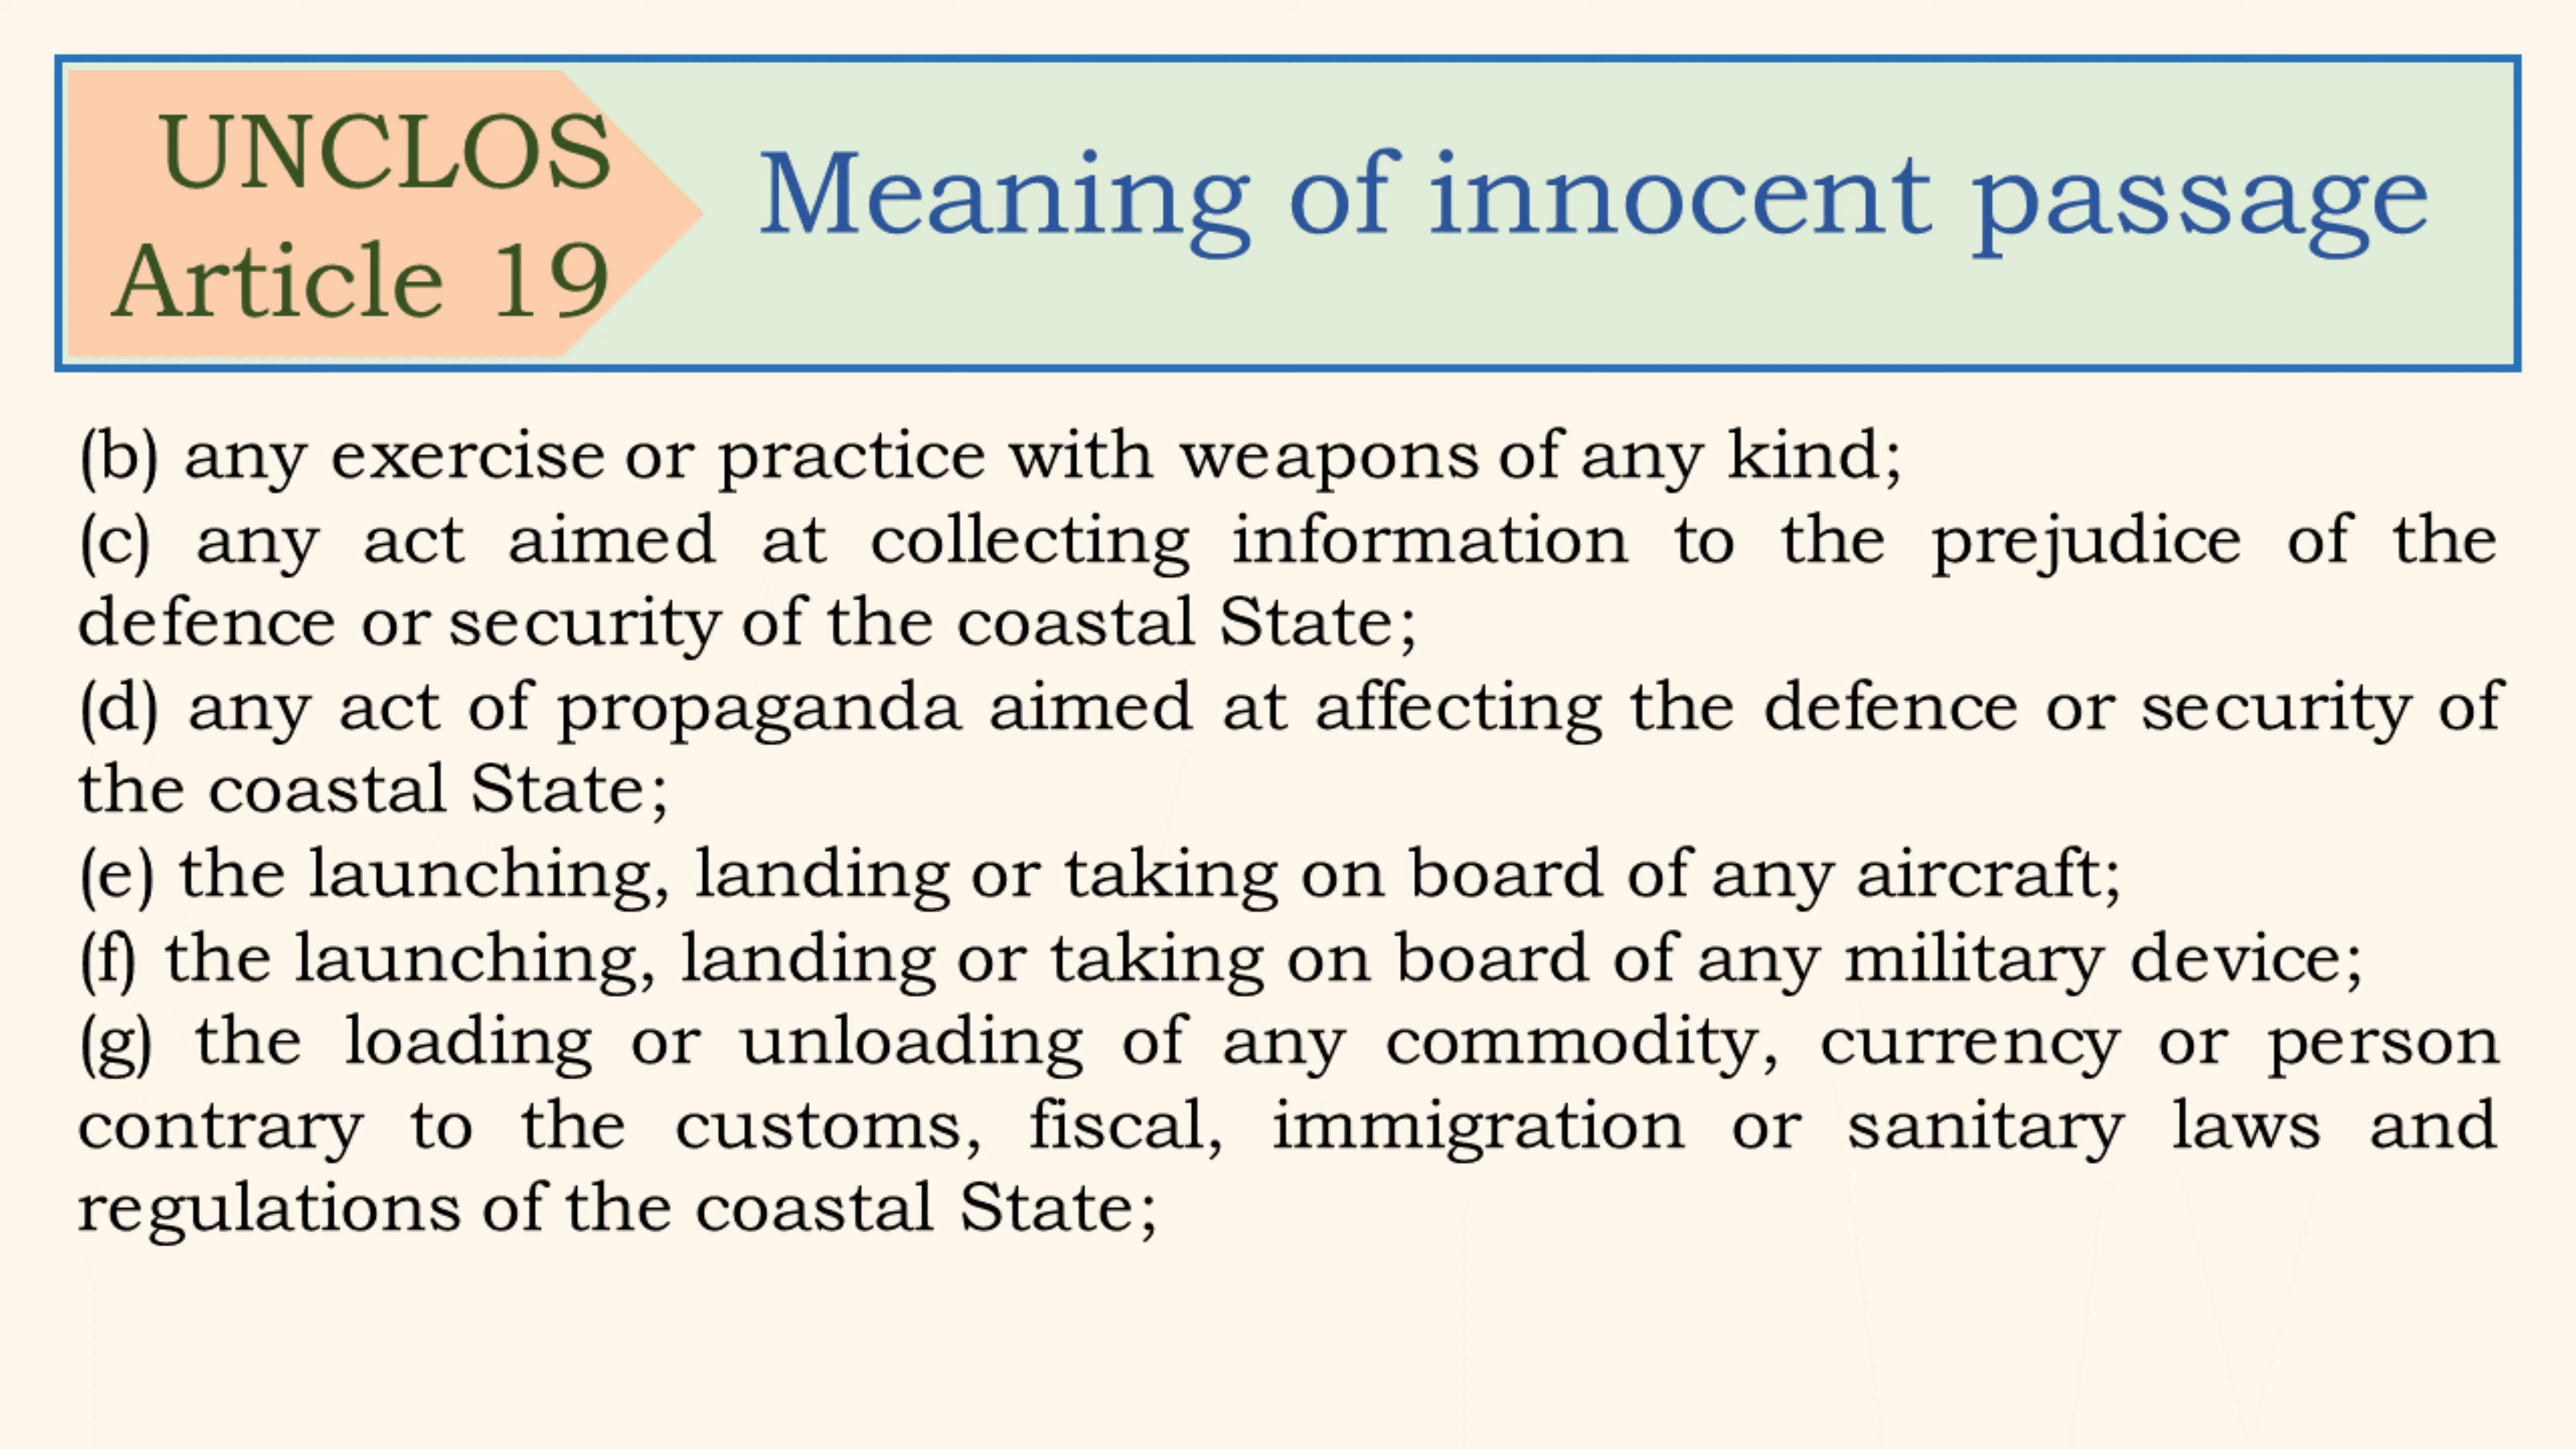 UNCLOS
Article 19
Meaning of innocent passage
(b) any exercise or practice with weapons of any kind;
(c) any act aimed at collecting information to the prejudice of the
defence or security of the coastal State;
(d) any act of propaganda aimed at affecting the defence or security of
the coastal State;
(e) the launching, landing or taking on board of any aircraft;
(f) the launching, landing or taking on board of any military device;
(g) the loading or unloading of any commodity, currency or person
contrary to the customs, fiscal, immigration or sanitary laws and
regulations of the coastal State;